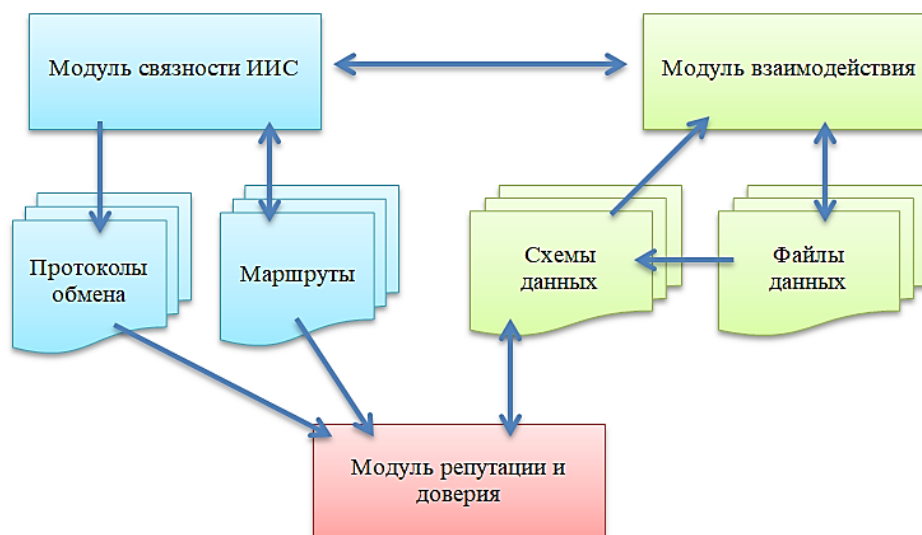 Модуль связности ИИС
Модуль взаимодействия
Протоколы
обмена
Маршруты
Схемы
данных
Файлы
данных
Модуль репутации и
доверия